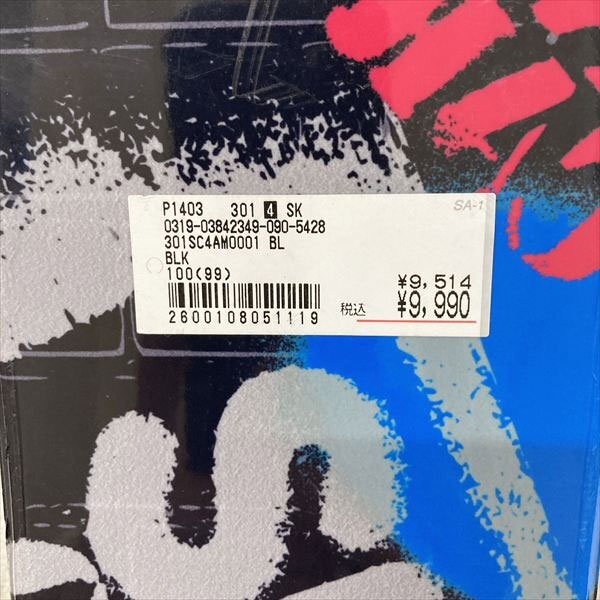 P1403 301 4 SK SA-1
0319-03842349-090-5428
301SC4AM0001 BL
BLK
100(99)
¥9,514
税込 ¥9,990
2600108051119